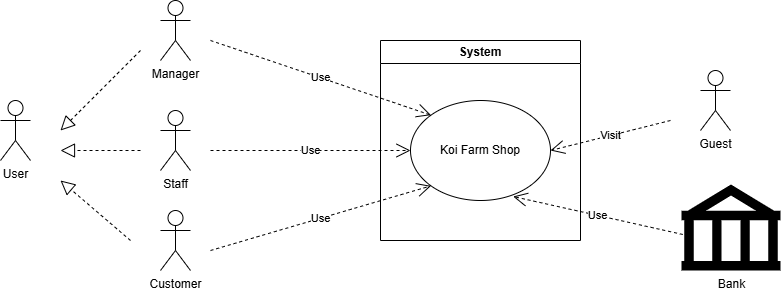 Manager
System
Use
User
Staff
Use
Koi Farm Shop
Visit
Guest
Customer
Use
Use
Bank